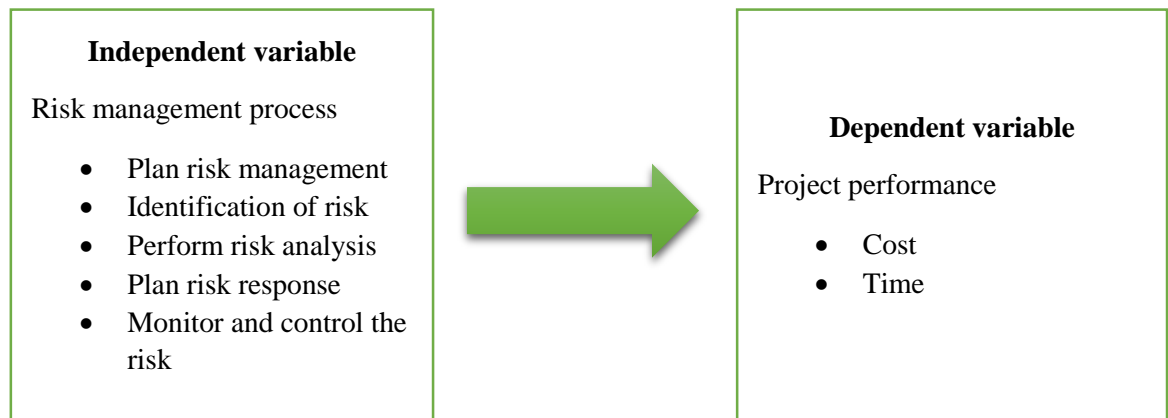 Independent variable
Risk management process
• Plan risk management
• Identification of risk
• Perform risk analysis
• Plan risk response
• Monitor and control the
risk
Dependent variable
Project performance
• Cost
• Time